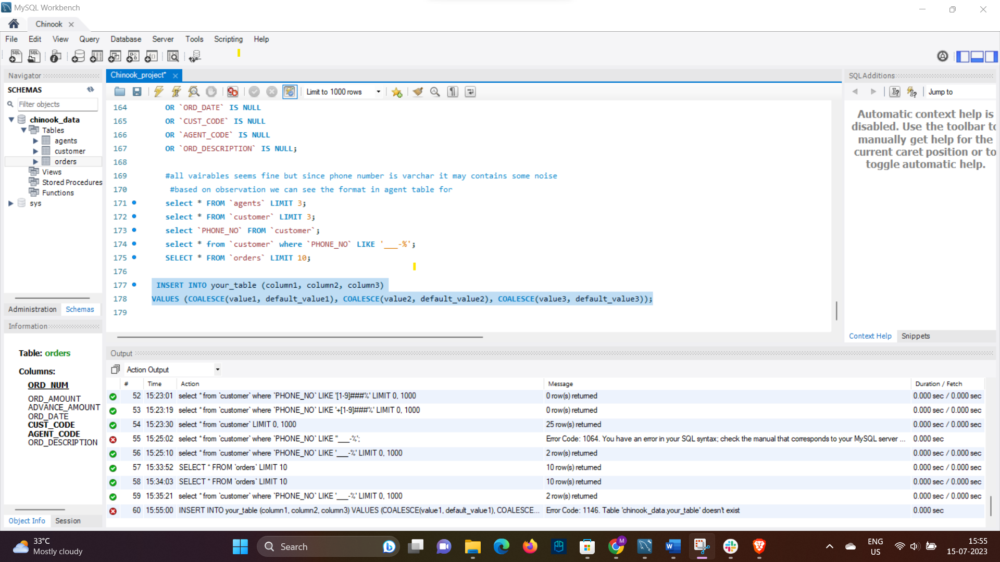 MySQL Workbench
Chinook
File Edit View Query Database Server Tools Scripting Help
Navigator
SCHEMAS
Filter objects
chinook_data
Tables
agents
customer
orders
Views
Stored Procedures
Functions
sys
Administration Schemas
Information
Table: orders
Columns:
ORD_NUM
ORD_AMOUNT
ADVANCE_AMOUNT
ORD_DATE
CUST_CODE
AGENT_CODE
ORD_DESCRIPTION
Object Info Session
Chinook_project*
Limit to 1000 rows
164 OR `ORD_DATE` IS NULL
165 OR `CUST_CODE` IS NULL
166 OR `AGENT_CODE` IS NULL
167 OR `ORD_DESCRIPTION` IS NULL;
168
169 #all vairables seems fine but since phone number is varchar it may contains some noise
170 #based on observation we can see the format in agent table for
171 select * FROM `agents` LIMIT 3;
172 select * FROM `customer` LIMIT 3;
173 select `PHONE_NO` FROM `customer`;
174 select * from `customer` where `PHONE_NO` LIKE '___-%';
175 SELECT * FROM `orders` LIMIT 10;
176
177 INSERT INTO your_table (column1, column2, column3)
178 VALUES (COALESCE(value1, default_value1), COALESCE(value2, default_value2), COALESCE(value3, default_value3));
179
SQLAdditions
Jump to
Automatic context help is
disabled. Use the toolbar to
manually get help for the
current caret position or to
toggle automatic help.
Context Help Snippets
Output
Action Output
# Time Action Message Duration / Fetch
52 15:23:01 select * from `customer` where `PHONE_NO` LIKE '[1-9]###%' LIMIT 0, 1000 0 row(s) returned 0.000 sec / 0.000 sec
53 15:23:19 select * from `customer` where `PHONE_NO` LIKE '+[1-9]###%' LIMIT 0, 1000 0 row(s) returned 0.000 sec / 0.000 sec
54 15:23:30 select * from `customer` LIMIT 0, 1000 25 row(s) returned 0.000 sec / 0.000 sec
55 15:25:02 select * from `customer` where `PHONE_NO` LIKE "___-%'; Error Code: 1064. You have an error in your SQL syntax; check the manual that corresponds to your MySQL server ... 0.000 sec
56 15:25:10 select * from `customer` where `PHONE_NO` LIKE '___-%' LIMIT 0, 1000 2 row(s) returned 0.000 sec / 0.000 sec
57 15:33:52 SELECT * FROM `orders` LIMIT 10 10 row(s) returned 0.000 sec / 0.000 sec
58 15:34:03 SELECT * FROM `orders` LIMIT 10 10 row(s) returned 0.000 sec / 0.000 sec
59 15:35:21 select * from `customer` where `PHONE_NO` LIKE '___-%' LIMIT 0, 1000 2 row(s) returned 0.000 sec / 0.000 sec
60 15:55:00 INSERT INTO your_table (column1, column2, column3) VALUES (COALESCE(value1, default_value1), COALESCE... Error Code: 1146. Table 'chinook_data.your_table' doesn't exist 0.000 sec
33°C
Mostly cloudy
Search
ENG
US
15:55
15-07-2023